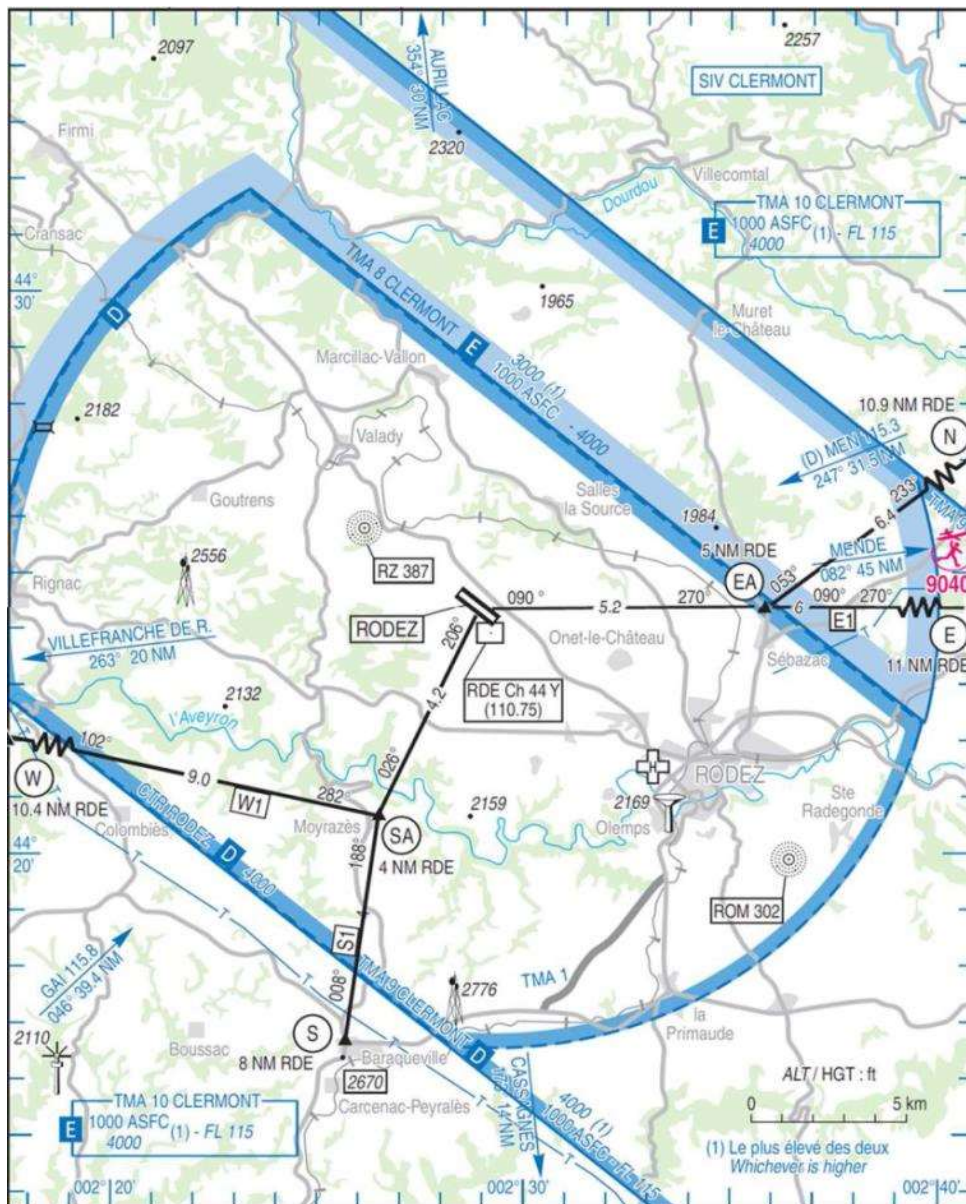 2097
AURILLAC
354° 30 NM
2257
SIV CLERMONT
Firmi
2320
Villecomtal
Dourdou
TMA 10 CLERMONT
E
1000 ASFC
4000
(1) - FL 115
Cransac
44°
30'
D
TMA 8 CLERMONT
E
3000 (1)
1000 ASFC
- 4000
1965
Muret
le-Château
Marcillac-Vallon
2182
Valady
10.9 NM RDE
N
(D) MEN 115.3
247° 31.5 NM
233°
6.4
TMA 9
Goutrens
Salles
la Source
1984
2556
RZ 387
5 NM RDE
EA
053°
MENDE
082° 45 NM
9040
Rignac
RODEZ
090°
5.2
270°
6
090°
270°
E1
E
11 NM RDE
206°
VILLEFRANCHE DE R.
263° 20 NM
Onet-le-Château
Sébazac
RDE Ch 44 Y
(110.75)
2132
l'Aveyron
4.2
026°
102°
W
10.4 NM RDE
9.0
W1
282°
H
RODEZ
Colombiès
Moyrazès
SA
2159
2169
Olemps
Ste
Radegonde
4 NM RDE
188°
44°
20'
CTR RODEZ
D
4000
ROM 302
T
T
GAI 115.8
046° 39.4 NM
S1
TMA 9 CLERMONT
2776
TMA 1
008°
2110
Boussac
S
8 NM RDE
Baraqueville
la
Primaude
2670
Carcenac-Peyralès
D
CASSAGNES
14 NM
4000 (1)
1000 ASFC - FL 115
ALT / HGT : ft
0
5 km
TMA 10 CLERMONT
E
1000 ASFC
4000
(1) - FL 115
T
T
(1) Le plus élevé des deux
Whichever is higher
002° 20'
002° 30'
002° 40'